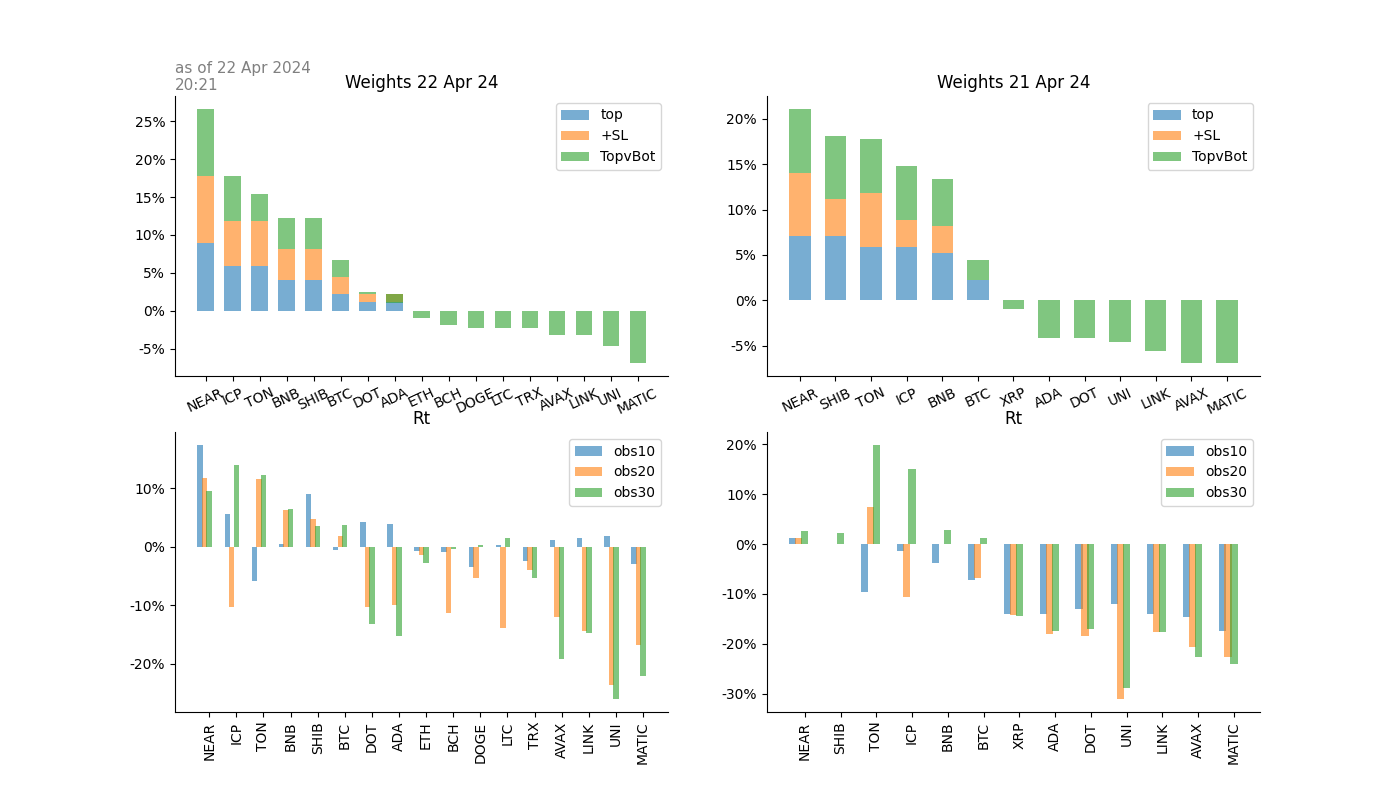 as of 22 Apr 2024
20:21
Weights 22 Apr 24
25%
20%
15%
10%
5%
0%
-5%
top
+SL
TopvBot
NEAR ICP TON BNB SHIB BTC DOT ADA ETH BCH DOGE LTC TRX AVAX LINK UNI MATIC
Weights 21 Apr 24
20%
15%
10%
5%
0%
-5%
top
+SL
TopvBot
NEAR SHIB TON ICP BNB BTC XRP ADA DOT UNI LINK AVAX MATIC
Rt
10%
0%
-10%
-20%
obs10
obs20
obs30
NEAR ICP TON BNB SHIB BTC DOT ADA ETH BCH DOGE LTC TRX AVAX LINK UNI MATIC
Rt
20%
10%
0%
-10%
-20%
-30%
obs10
obs20
obs30
NEAR SHIB TON ICP BNB BTC XRP ADA DOT UNI LINK AVAX MATIC